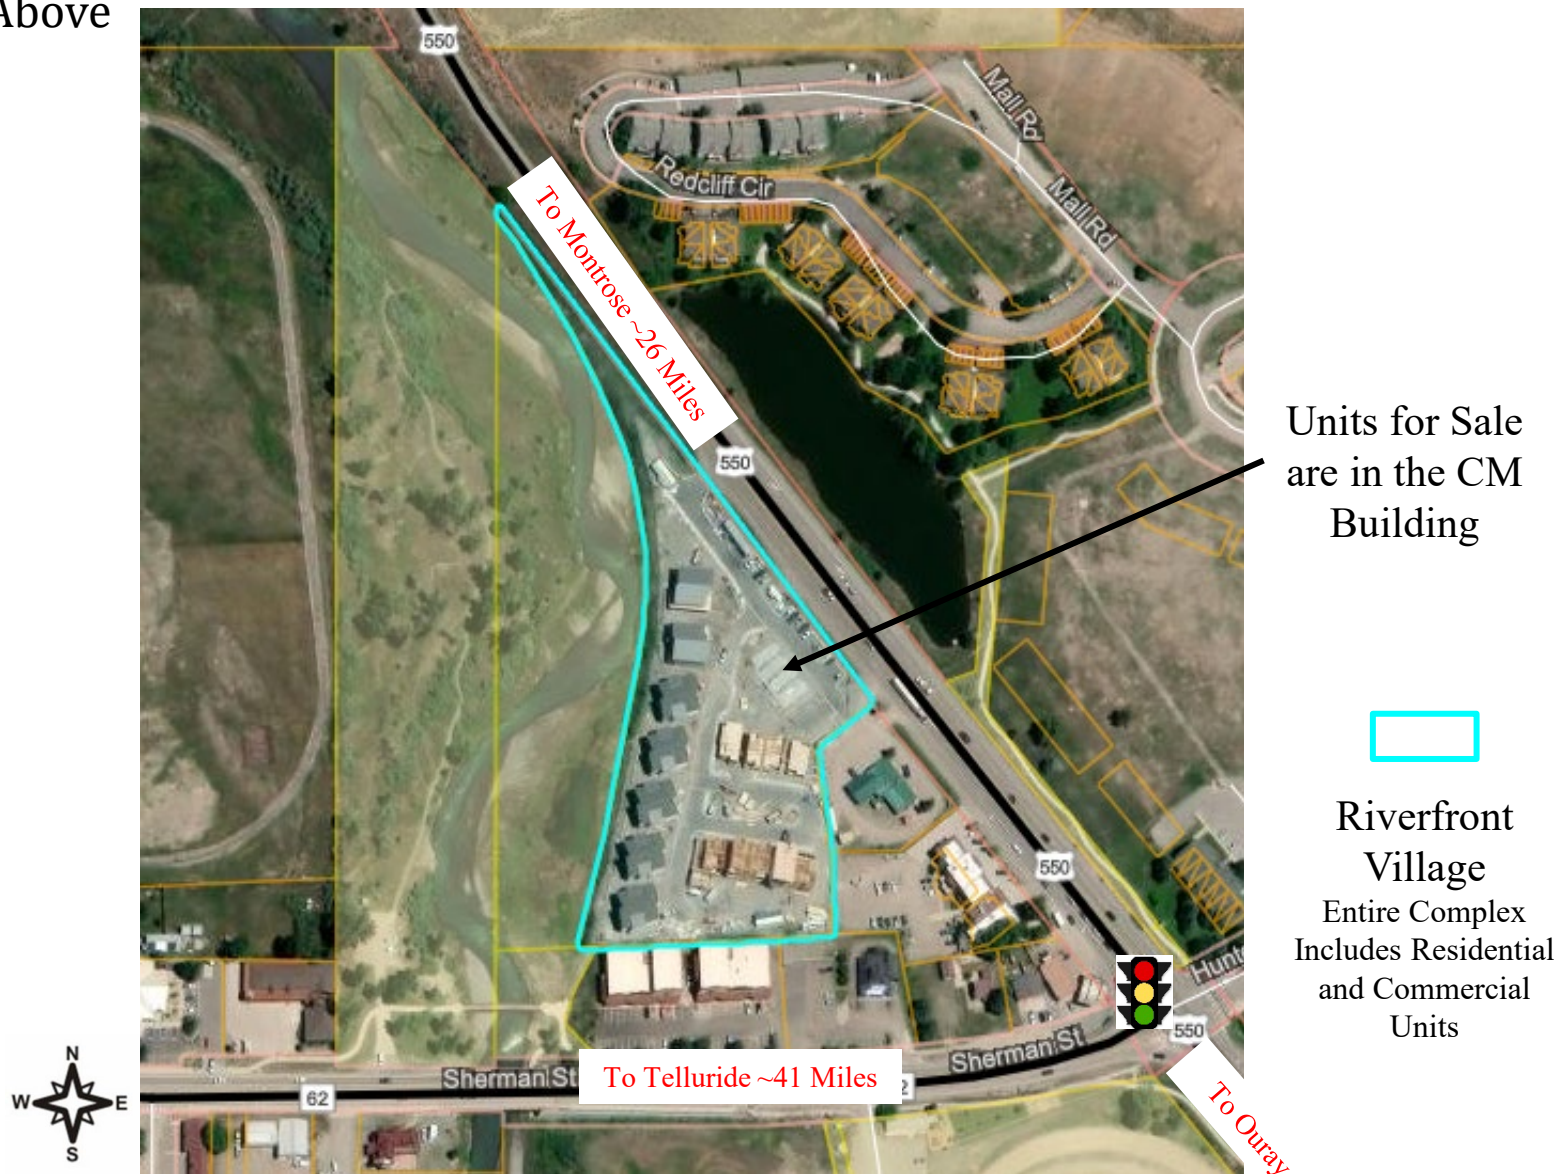 Above
550
Mall Rd
Redcliff Cir
Mall Rd
To Montrose ~26 Miles
550
Units for Sale
are in the CM
Building
Riverfront
Village
Entire Complex
Includes Residential
and Commercial
Units
550
550
Sherman St
Sherman St
To Telluride ~41 Miles
62
To Ouray
N
W
E
S